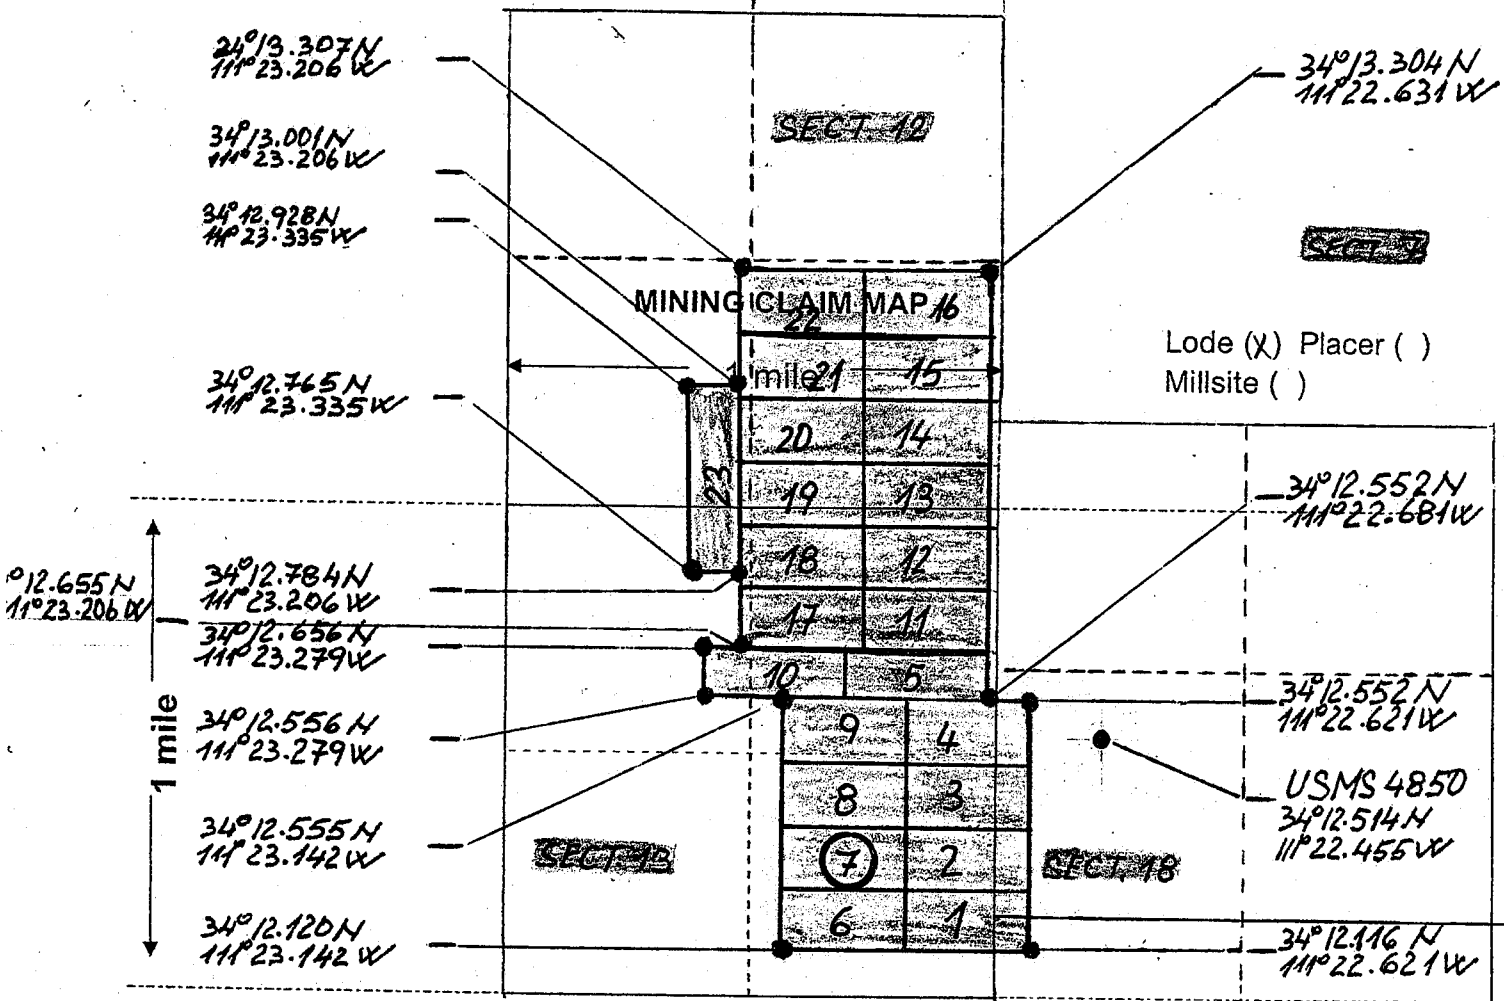 24°13.307N
111°23.206W
34°13.304N
111°22.631W
SECT. 12
34°13.001N
111°23.206W
34°12.928N
111°23.335W
SECT. 7
MINING CLAIM MAP
22
16
Lode (X) Placer ( )
Millsite ( )
1 mile
21
15
34°12.765N
111°23.335W
20
14
23
19
13
34°12.552N
111°22.681W
18
12
°12.655N
11°23.206W
34°12.784N
111°23.206W
17
11
34°12.656N
111°23.279W
10
5
34°12.552N
111°22.621W
1 mile
34°12.556N
111°23.279W
9
4
USMS 4850
34°12.514N
111°22.455W
8
3
34°12.555N
111°23.142W
SECT. 13
7
2
SECT. 18
6
1
34°12.120N
111°23.142W
34°12.116N
111°22.621W